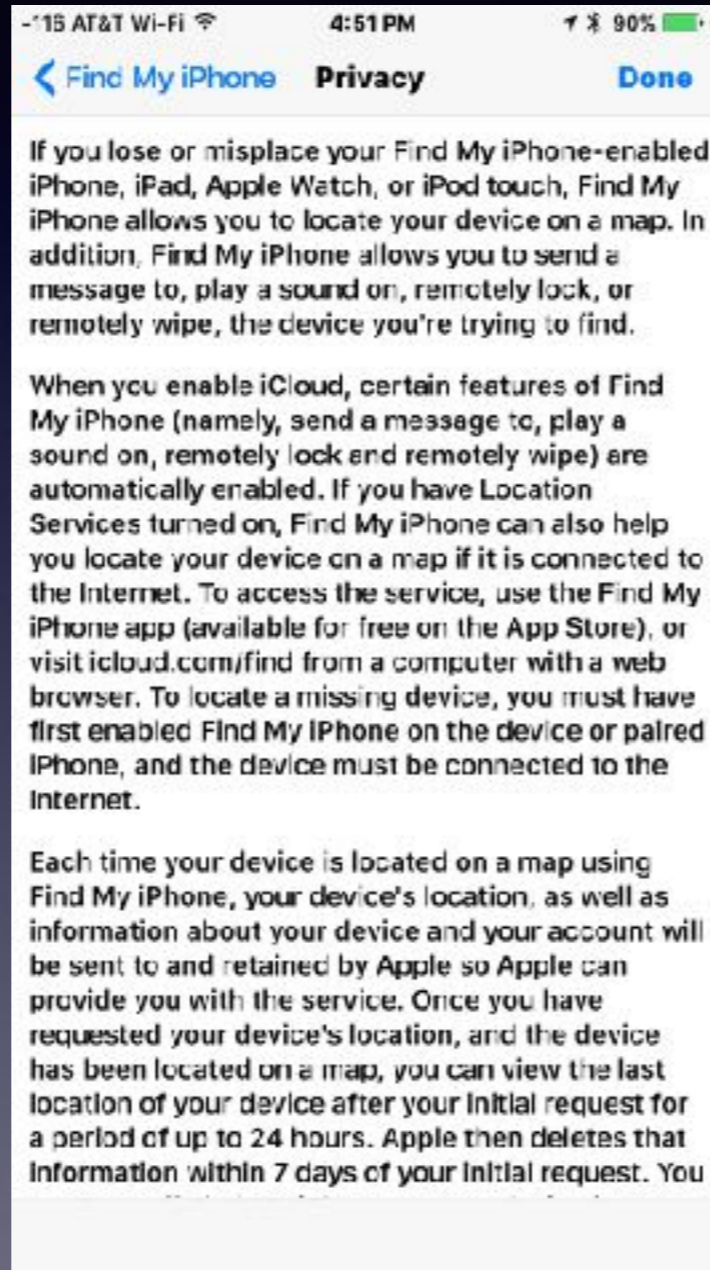 -116 AT&T Wi-Fi 4:51 PM 90%
Find My iPhone Privacy Done
If you lose or misplace your Find My iPhone-enabled
iPhone, iPad, Apple Watch, or iPod touch, Find My
iPhone allows you to locate your device on a map. In
addition, Find My iPhone allows you to send a
message to, play a sound on, remotely lock, or
remotely wipe, the device you're trying to find.
When you enable iCloud, certain features of Find
My iPhone (namely, send a message to, play a
sound on, remotely lock and remotely wipe) are
automatically enabled. If you have Location
Services turned on, Find My iPhone can also help
you locate your device on a map if it is connected to
the Internet. To access the service, use the Find My
iPhone app (available for free on the App Store), or
visit icloud.com/find from a computer with a web
browser. To locate a missing device, you must have
first enabled Find My iPhone on the device or paired
iPhone, and the device must be connected to the
Internet.
Each time your device is located on a map using
Find My iPhone, your device's location, as well as
information about your device and your account will
be sent to and retained by Apple so Apple can
provide you with the service. Once you have
requested your device's location, and the device
has been located on a map, you can view the last
location of your device after your initial request for
a period of up to 24 hours. Apple then deletes that
information within 7 days of your initial request. You